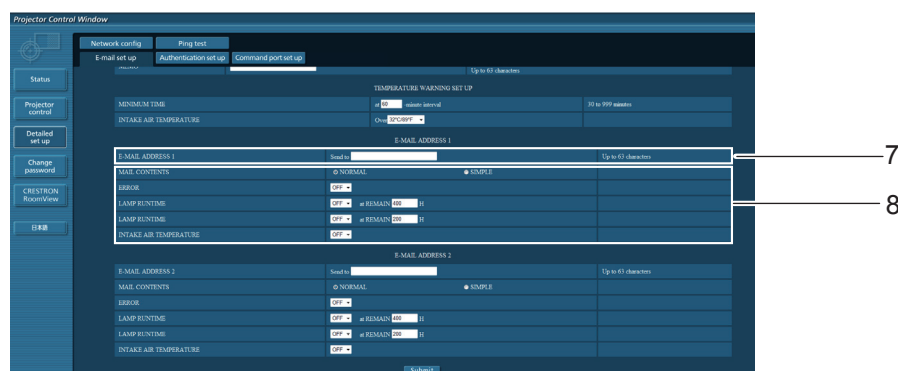 Projector Control Window
Network config Ping test
E-mail set up Authentication set up Command port set up
Up to 63 characters
TEMPERATURE WARNING SET UP
Status
MINIMUM TIME at 60 minute interval 30 to 999 minutes
Projector control
INTAKE AIR TEMPERATURE Over 32°C/89°F
Detailed set up
E-MAIL ADDRESS 1
E-MAIL ADDRESS 1 Send to Up to 63 characters 7
Change password
MAIL CONTENTS NORMAL SIMPLE
ERROR OFF
CRESTRON RoomView
LAMP RUNTIME OFF at REMAIN 400 H 8
LAMP RUNTIME OFF at REMAIN 200 H
日本語
INTAKE AIR TEMPERATURE OFF
E-MAIL ADDRESS 2
E-MAIL ADDRESS 2 Send to Up to 63 characters
MAIL CONTENTS NORMAL SIMPLE
ERROR OFF
LAMP RUNTIME OFF at REMAIN 400 H
LAMP RUNTIME OFF at REMAIN 200 H
INTAKE AIR TEMPERATURE OFF
Submit